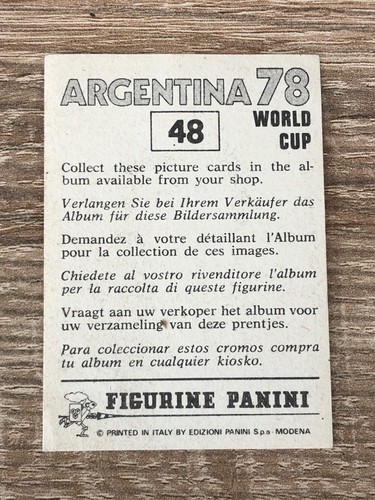 ARGENTINA 78
48
WORLD
CUP
Collect these picture cards in the al-
bum available from your shop.
Verlangen Sie bei Ihrem Verkäufer das
Album für diese Bildersammlung.
Demandez à votre détaillant l'Album
pour la collection de ces images.
Chiedete al vostro rivenditore l'album
per la raccolta di queste figurine.
Vraagt aan uw verkoper het album voor
uw verzameling van deze prentjes.
Para coleccionar estos cromos compra
tu album en cualquier kiosko.
FIGURINE PANINI
© PRINTED IN ITALY BY EDIZIONI PANINI S.p.a - MODENA